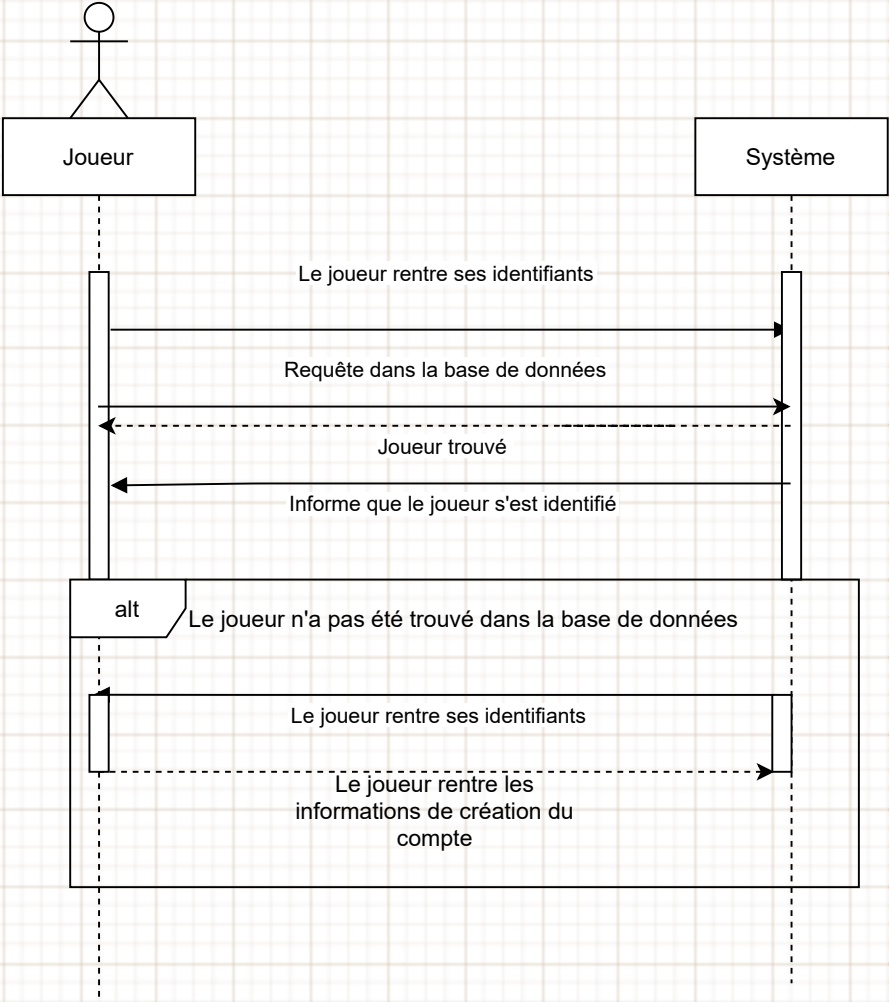 Joueur
Système
Le joueur rentre ses identifiants
Requête dans la base de données
Joueur trouvé
Informe que le joueur s'est identifié
alt
Le joueur n'a pas été trouvé dans la base de données
Le joueur rentre ses identifiants
Le joueur rentre les
informations de création du
compte